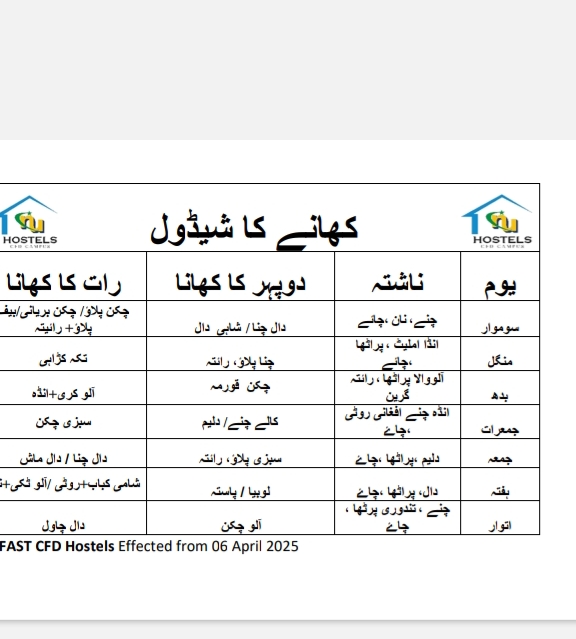 HOSTELS
CFD CAMPUS
کھانے کا شیڈول
HOSTELS
CFD CAMPUS
یوم
ناشتہ
دوپہر کا کھانا
رات کا کھانا
سوموار
چنے ،نان ،چائے
دال چنا / شاہی دال
چکن پلاؤ/ چکن بریانی/بیف
پلاؤ+ رائیتہ
منگل
انڈا املیٹ ، پراٹھا
،چائے
چنا پلاؤ، رائتہ
تکہ کڑاہی
بدھ
آلووالا پراٹھا ، رائتہ
گرین
چکن قورمہ
آلو کری+انڈہ
جمعرات
انڈہ چنے افغانی روٹی
،چاۓ
کالے چنے/ دلیم
سبزی چکن
جمعہ
دلیم ،پراٹھا ،چاۓ
سبزی پلاؤ، رائتہ
دال چنا / دال ماش
ہفتہ
دال، پراٹھا ،چاۓ
لوبیا / پاستہ
شامی کباب+روٹی /آلو ٹکی+
اتوار
چنے ، تندوری پرٹھا ،
چاۓ
آلو چکن
دال چاول
FAST CFD Hostels Effected from 06 April 2025